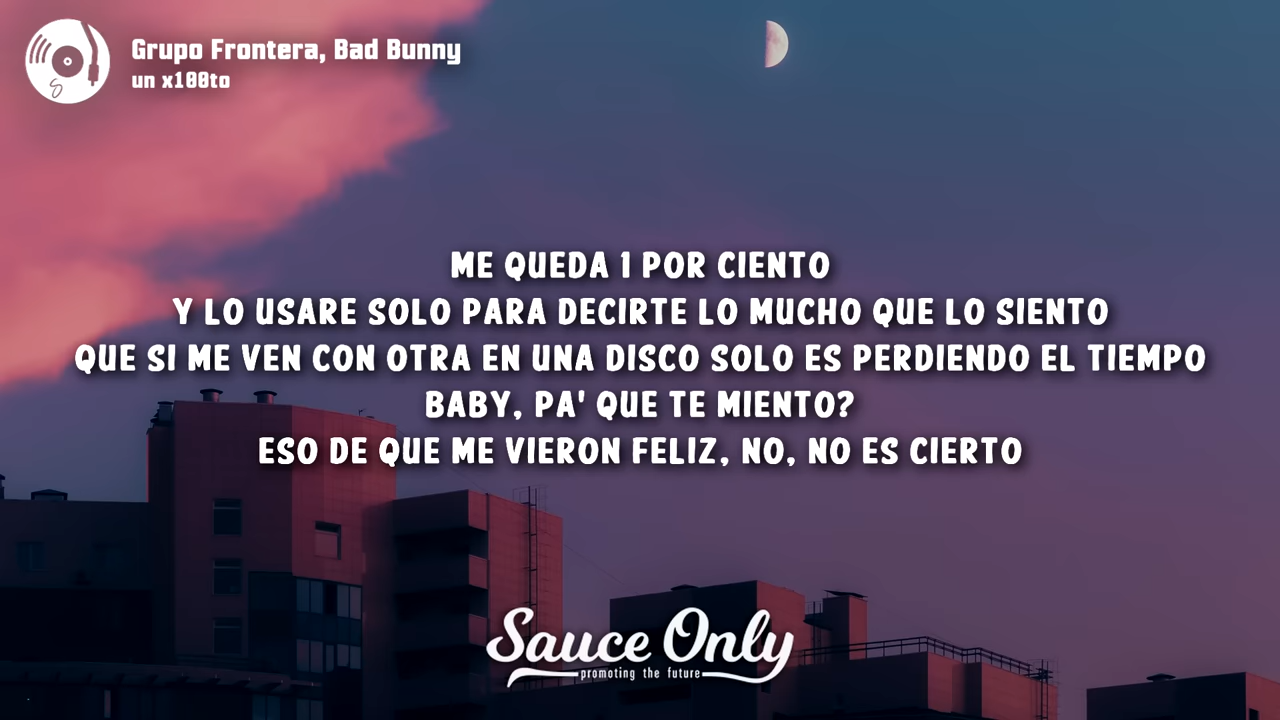 Grupo Frontera, Bad Bunny
un x100to
ME QUEDA 1 POR CIENTO
Y LO USARE SOLO PARA DECIRTE LO MUCHO QUE LO SIENTO
QUE SI ME VEN CON OTRA EN UNA DISCO SOLO ES PERDIENDO EL TIEMPO
BABY, PA' QUE TE MIENTO?
ESO DE QUE ME VIERON FELIZ, NO, NO ES CIERTO
Sauce Only
promoting the future